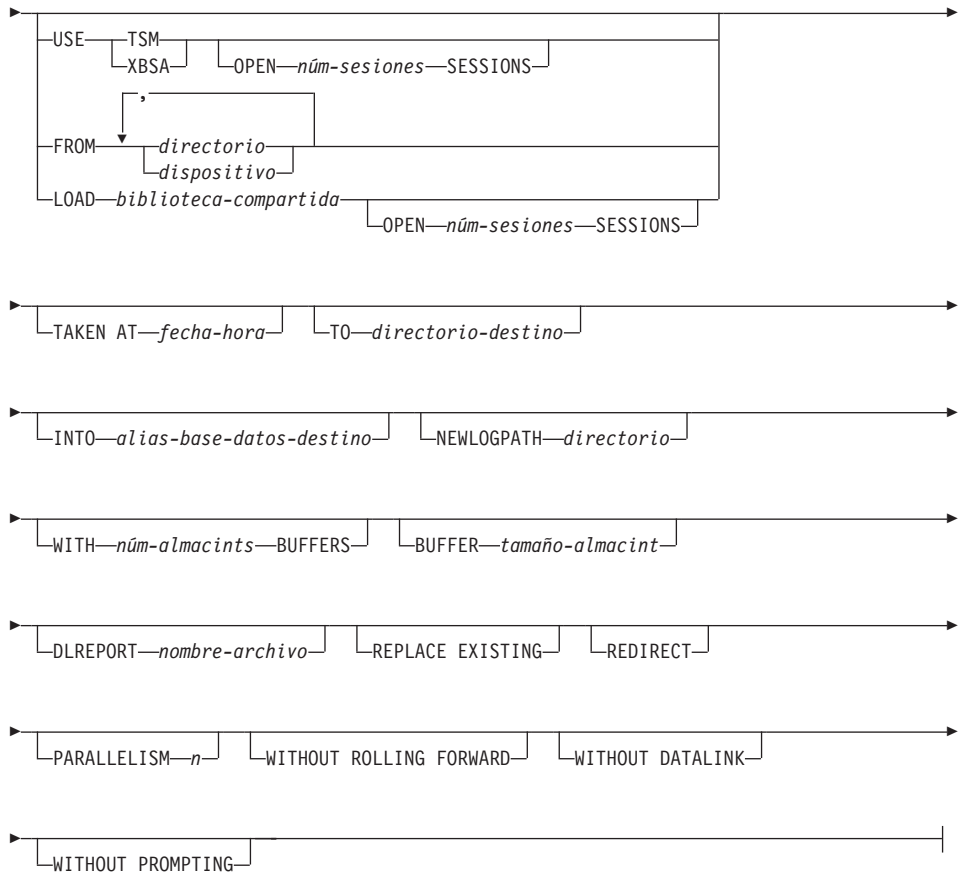 USE TSM OPEN núm-sesiones SESSIONS
XBSA
,
FROM directorio
dispositivo
LOAD biblioteca-compartida OPEN núm-sesiones SESSIONS
TAKEN AT fecha-hora TO directorio-destino
INTO alias-base-datos-destino NEWLOGPATH directorio
WITH núm-almacints BUFFERS BUFFER tamaño-almacint
DLREPORT nombre-archivo REPLACE EXISTING REDIRECT
PARALLELISM n WITHOUT ROLLING FORWARD WITHOUT DATALINK
WITHOUT PROMPTING